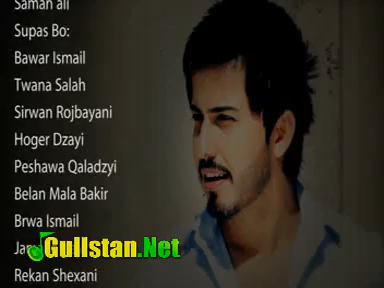 Saman ali
Supas Bo:
Bawar Ismail
Twana Salah
Sirwan Rojbayani
Hoger Dzayi
Peshawa Qaladzyi
Belan Mala Bakir
Brwa Ismail
Gullstan.Net
Rekan Shexani